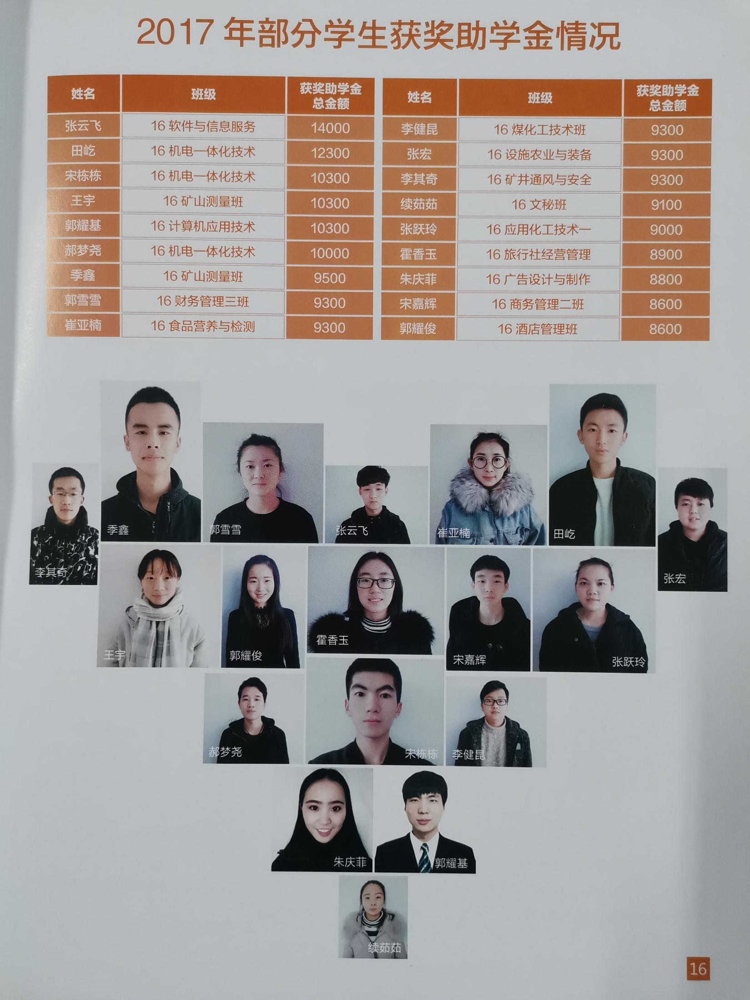 2017 年部分学生获奖助学金情况
姓名 班级 获奖助学金总金额 姓名 班级 获奖助学金总金额
张云飞 16 软件与信息服务 14000 李健昆 16 煤化工技术班 9300
田屹 16 机电一体化技术 12300 张宏 16 设施农业与装备 9300
宋栋栋 16 机电一体化技术 10300 李其奇 16 矿井通风与安全 9300
王宇 16 矿山测量班 10300 续茹茹 16 文秘班 9100
郭耀基 16 计算机应用技术 10300 张跃玲 16 应用化工技术一 9000
郝梦尧 16 机电一体化技术 10000 霍香玉 16 旅行社经营管理 8900
季鑫 16 矿山测量班 9500 朱庆菲 16 广告设计与制作 8800
郭雪雪 16 财务管理三班 9300 宋嘉辉 16 商务管理二班 8600
崔亚楠 16 食品营养与检测 9300 郭耀俊 16 酒店管理班 8600
季鑫 郭雪雪 张云飞 崔亚楠 田屹
李其奇 张宏
王宇 郭耀俊 霍香玉 宋嘉辉 张跃玲
郝梦尧 宋栋栋 李健昆
朱庆菲 郭耀基
续茹茹
16